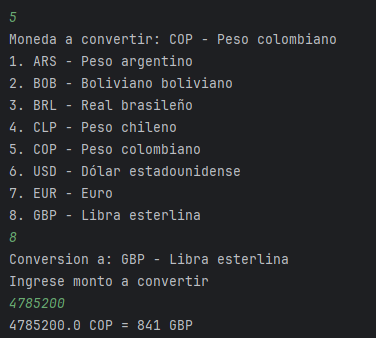 5
Moneda a convertir: COP - Peso colombiano
1. ARS - Peso argentino
2. BOB - Boliviano boliviano
3. BRL - Real brasileño
4. CLP - Peso chileno
5. COP - Peso colombiano
6. USD - Dólar estadounidense
7. EUR - Euro
8. GBP - Libra esterlina
8
Conversion a: GBP - Libra esterlina
Ingrese monto a convertir
4785200
4785200.0 COP = 841 GBP